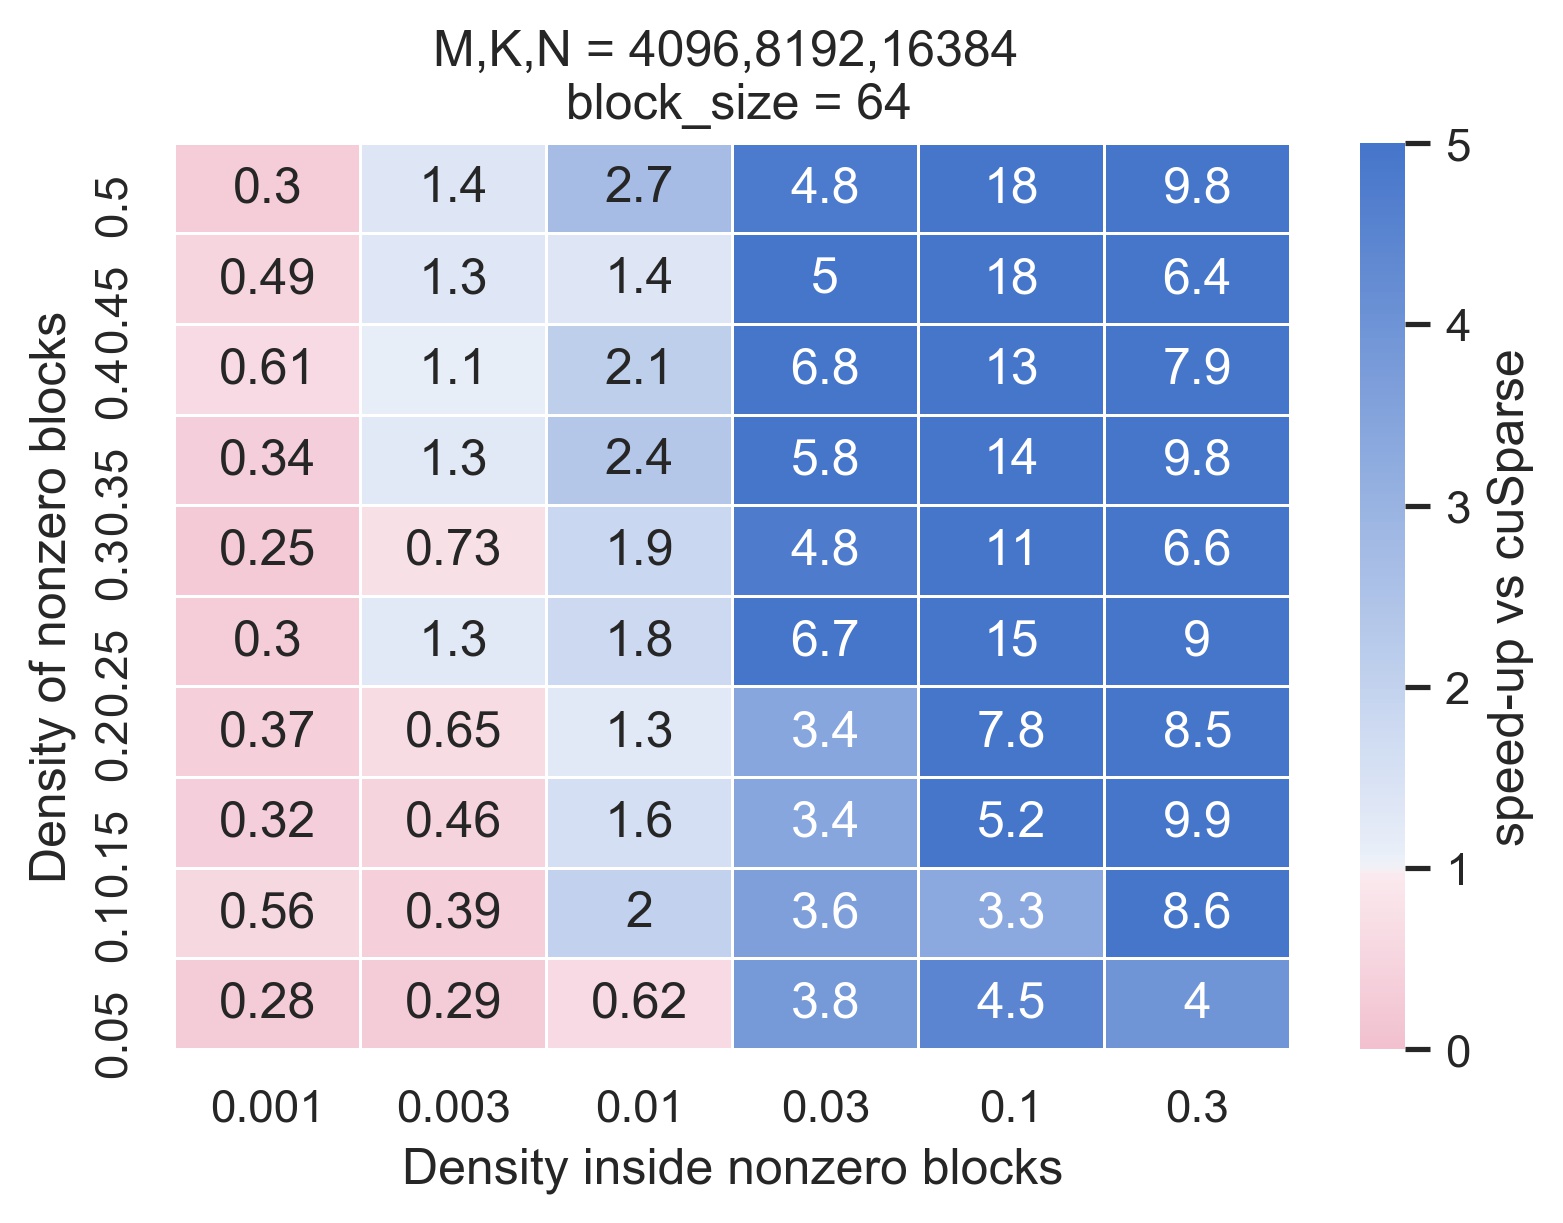 M,K,N = 4096,8192,16384
block_size = 64
Density of nonzero blocks
0.5 0.3 1.4 2.7 4.8 18 9.8
0.45 0.49 1.3 1.4 5 18 6.4
0.4 0.61 1.1 2.1 6.8 13 7.9
0.35 0.34 1.3 2.4 5.8 14 9.8
0.3 0.25 0.73 1.9 4.8 11 6.6
0.25 0.3 1.3 1.8 6.7 15 9
0.2 0.37 0.65 1.3 3.4 7.8 8.5
0.15 0.32 0.46 1.6 3.4 5.2 9.9
0.1 0.56 0.39 2 3.6 3.3 8.6
0.05 0.28 0.29 0.62 3.8 4.5 4
0.001 0.003 0.01 0.03 0.1 0.3
Density inside nonzero blocks
5
4
3
2
1
0
speed-up vs cuSparse